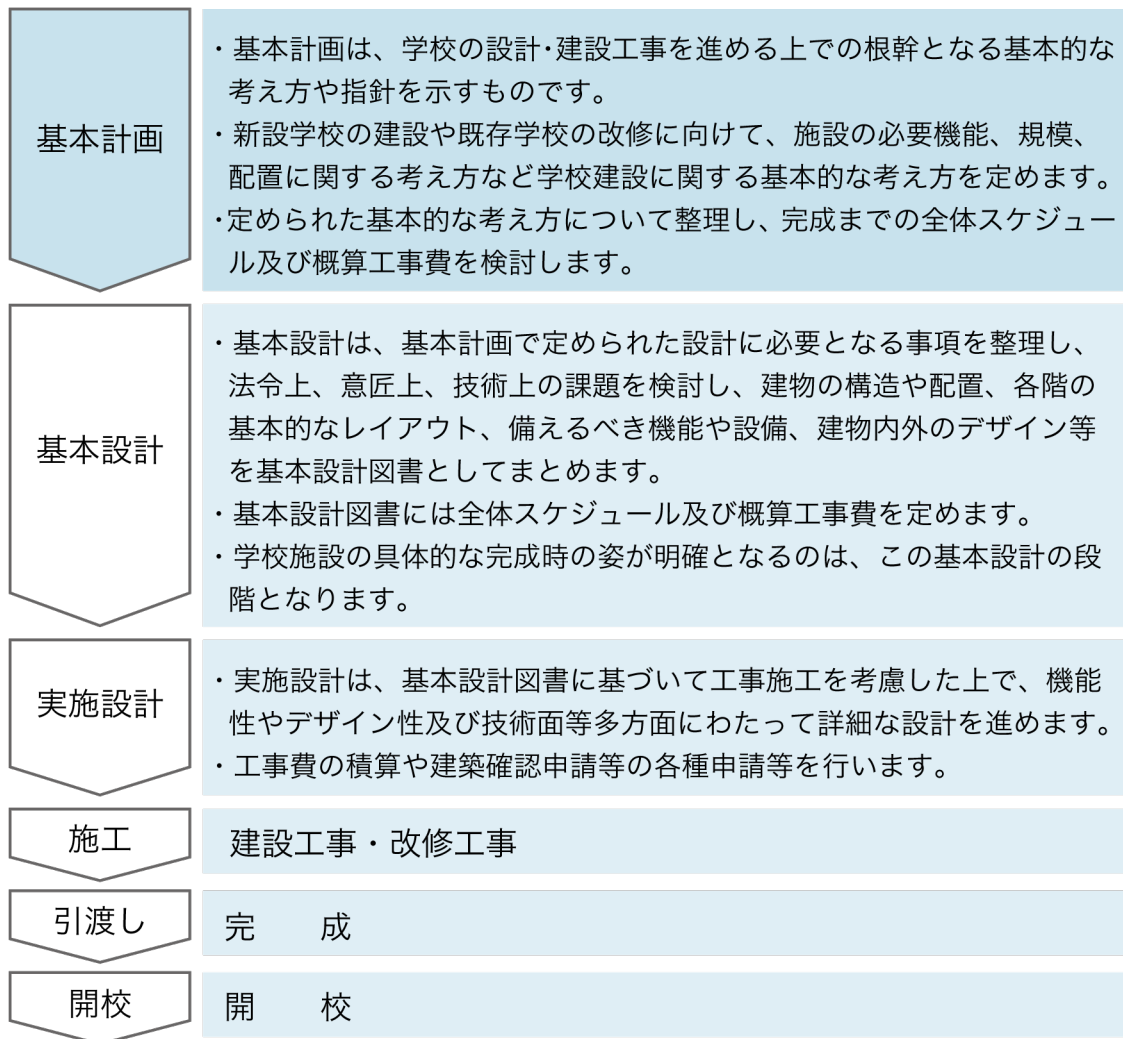 基本計画
・基本計画は、学校の設計・建設工事を進める上での根幹となる基本的な
考え方や指針を示すものです。
・新設学校の建設や既存学校の改修に向けて、施設の必要機能、規模、
配置に関する考え方など学校建設に関する基本的な考え方を定めます。
・定められた基本的な考え方について整理し、完成までの全体スケジュー
ル及び概算工事費を検討します。
基本設計
・基本設計は、基本計画で定められた設計に必要となる事項を整理し、
法令上、意匠上、技術上の課題を検討し、建物の構造や配置、各階の
基本的なレイアウト、備えるべき機能や設備、建物内外のデザイン等
を基本設計図書としてまとめます。
・基本設計図書には全体スケジュール及び概算工事費を定めます。
・学校施設の具体的な完成時の姿が明確となるのは、この基本設計の段
階となります。
実施設計
・実施設計は、基本設計図書に基づいて工事施工を考慮した上で、機能
性やデザイン性及び技術面等多方面にわたって詳細な設計を進めます。
・工事費の積算や建築確認申請等の各種申請等を行います。
施工
建設工事・改修工事
引渡し
完　　成
開校
開　　校